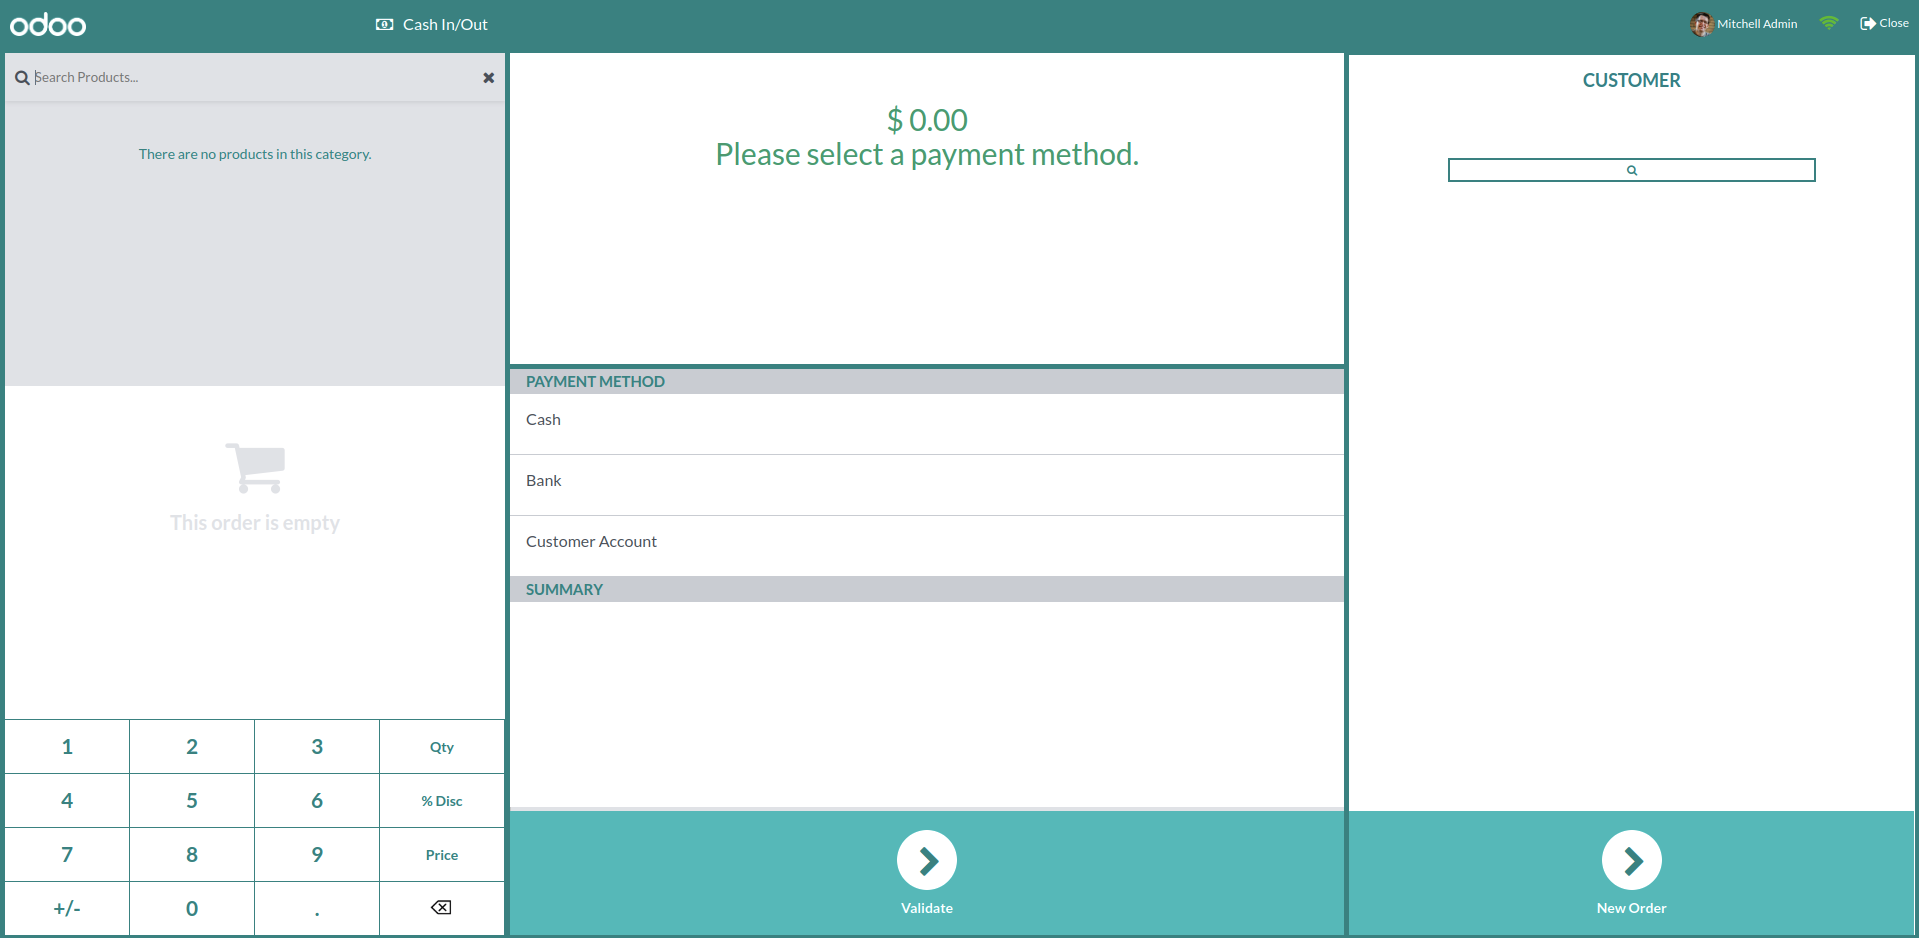 odoo
Cash In/Out
Mitchell Admin
Close
Search Products...
There are no products in this category.
This order is empty
1 2 3 Qty
4 5 6 % Disc
7 8 9 Price
+/- 0 .
$ 0.00
Please select a payment method.
PAYMENT METHOD
Cash
Bank
Customer Account
SUMMARY
Validate
CUSTOMER
New Order